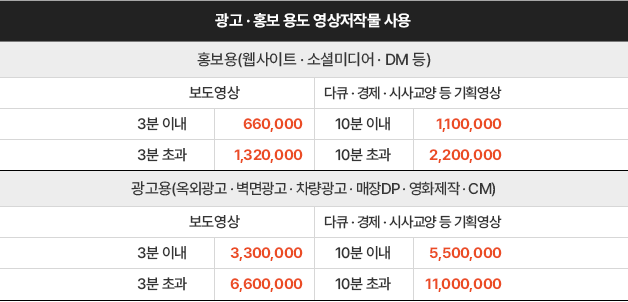 광고 · 홍보 용도 영상저작물 사용
홍보용(웹사이트 · 소셜미디어 · DM 등)
보도영상 다큐 · 경제 · 시사교양 등 기획영상
3분 이내 660,000 10분 이내 1,100,000
3분 초과 1,320,000 10분 초과 2,200,000
광고용(옥외광고 · 벽면광고 · 차량광고 · 매장DP · 영화제작 · CM)
보도영상 다큐 · 경제 · 시사교양 등 기획영상
3분 이내 3,300,000 10분 이내 5,500,000
3분 초과 6,600,000 10분 초과 11,000,000